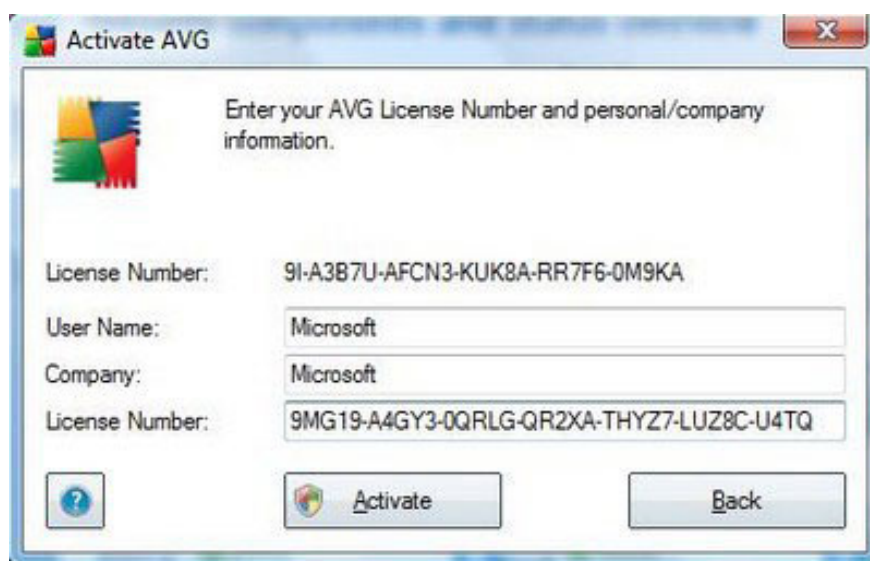 Activate AVG
Enter your AVG License Number and personal/company
information.
License Number: 9I-A3B7U-AFCN3-KUK8A-RR7F6-0M9KA
User Name: Microsoft
Company: Microsoft
License Number: 9MG19-A4GY3-0QRLG-QR2XA-THYZ7-LUZ8C-U4TQ
Activate Back